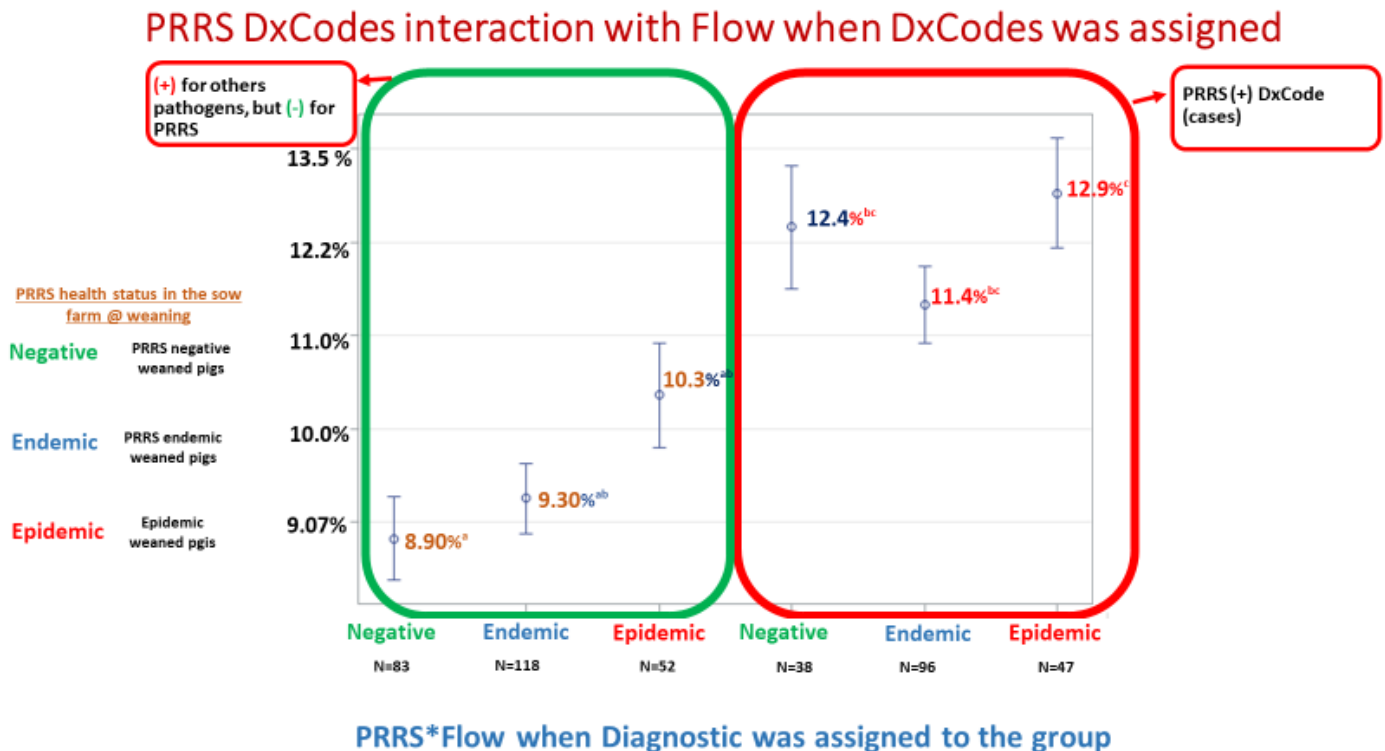 PRRS DxCodes interaction with Flow when DxCodes was assigned
(+) for others
pathogens, but (-) for
PRRS
PRRS (+) DxCode
(cases)
13.5 %
12.2%
11.0%
10.0%
9.07%
12.9%ᶜ
12.4%ᵇᶜ
11.4%ᵇᶜ
10.3%ᵃᵇ
9.30%ᵃᵇ
8.90%ᵃ
PRRS health status in the sow
farm @ weaning
Negative
PRRS negative
weaned pigs
Endemic
PRRS endemic
weaned pigs
Epidemic
Epidemic
weaned pgis
Negative Endemic Epidemic Negative Endemic Epidemic
N=83 N=118 N=52 N=38 N=96 N=47
PRRS*Flow when Diagnostic was assigned to the group